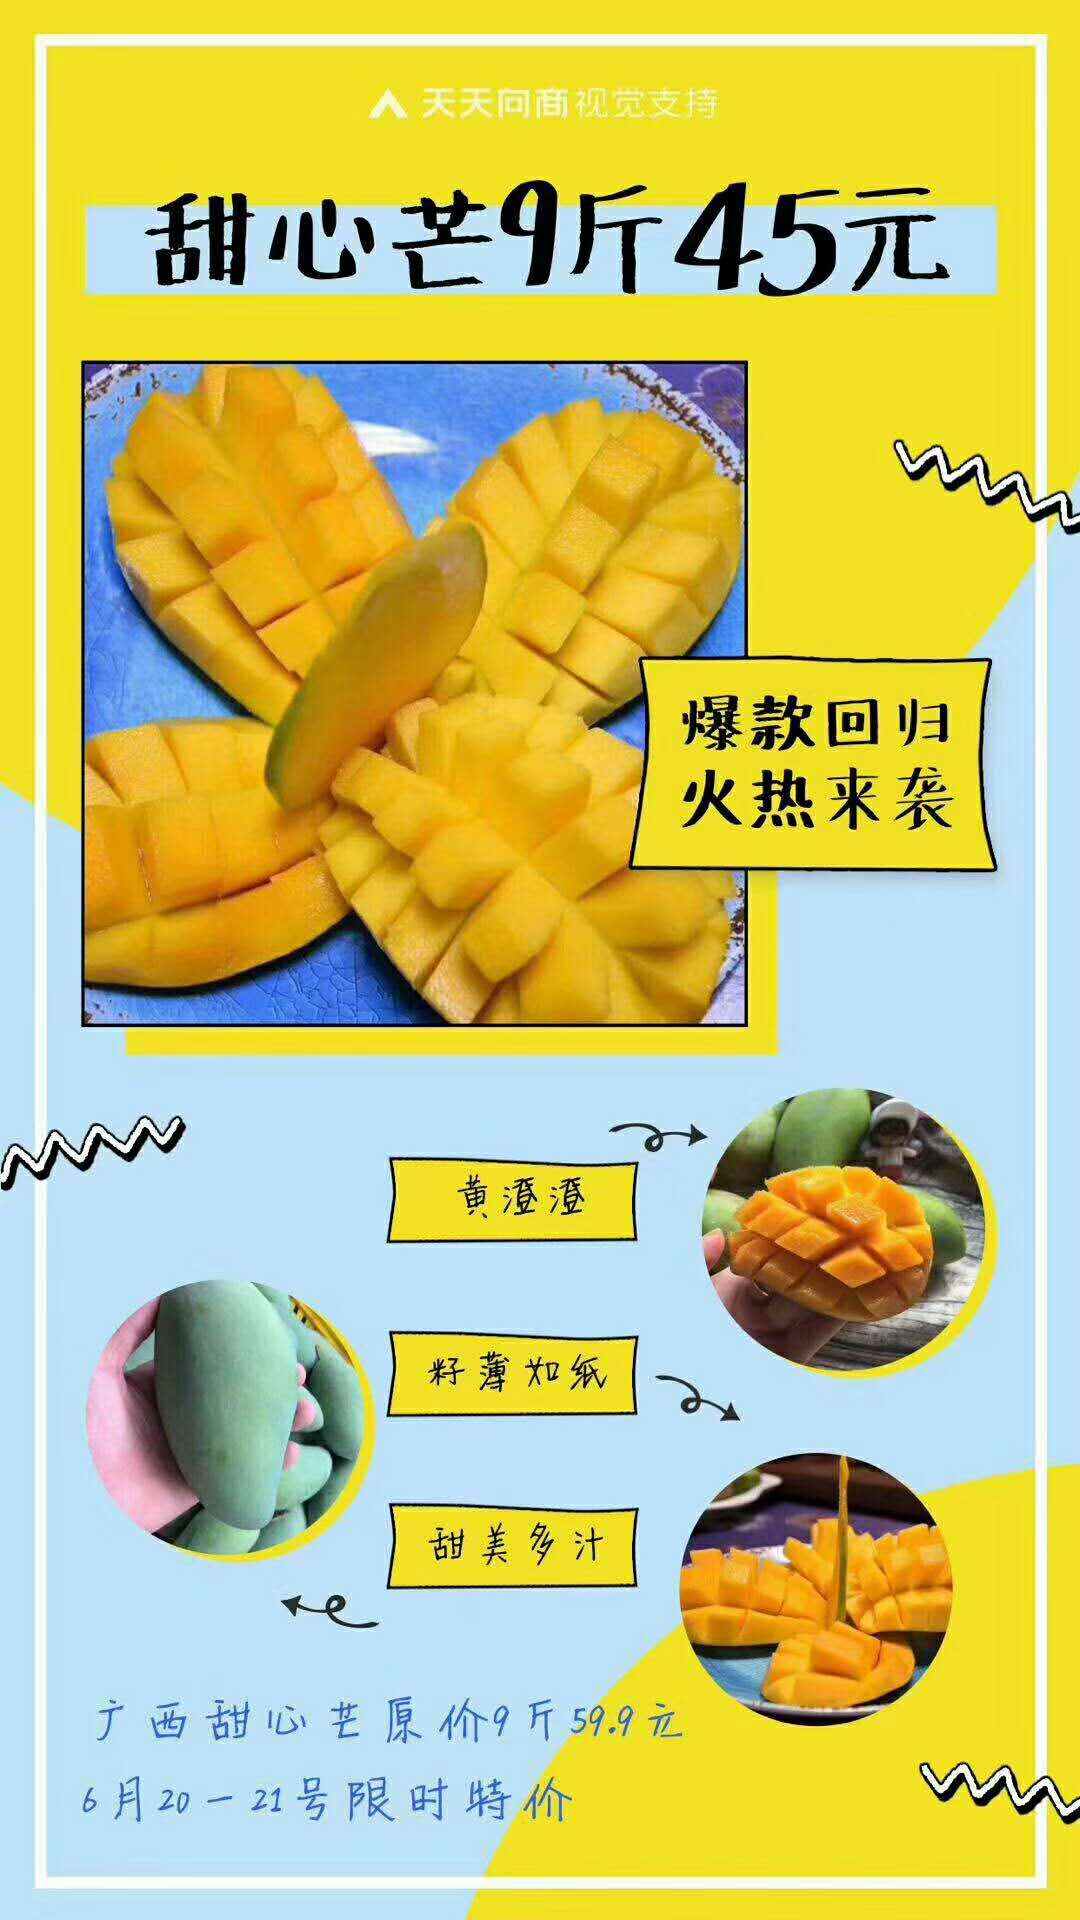 天天问商视觉支持
甜心芒9斤45元
爆款回归
火热来袭
黄澄澄
籽薄如纸
甜美多汁
广西甜心芒原价9斤59.9元
6月20—21号限时特价